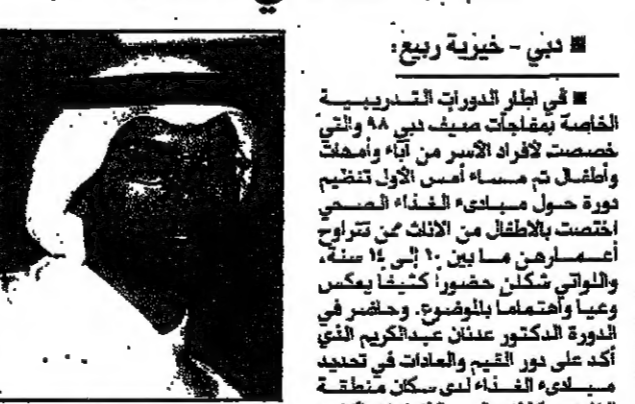 ■ دبي - خيرية ربيع:
■ في اطار الدورات التدريبية
الخاصة بمفاجآت صيف دبي ٩٨ والتي
خصصت لأفراد الأسر من آباء وأمهات
وأطفال تم مساء أمس الأول تنظيم
دورة حول مبادىء الغذاء الصحي
اختصت بالاطفال من الاناث ممن تتراوح
أعمارهن ما بين ١٠ إلى ١٤ سنة،
واللواتي شكلن حضوراً كثيفاً يعكس
وعيا واهتماما بالموضوع. وحاضر في
الدورة الدكتور عدنان عبدالكريم الذي
أكد على دور القيم والعادات في تحديد
مبادىء الغذاء لدى سكان منطقة